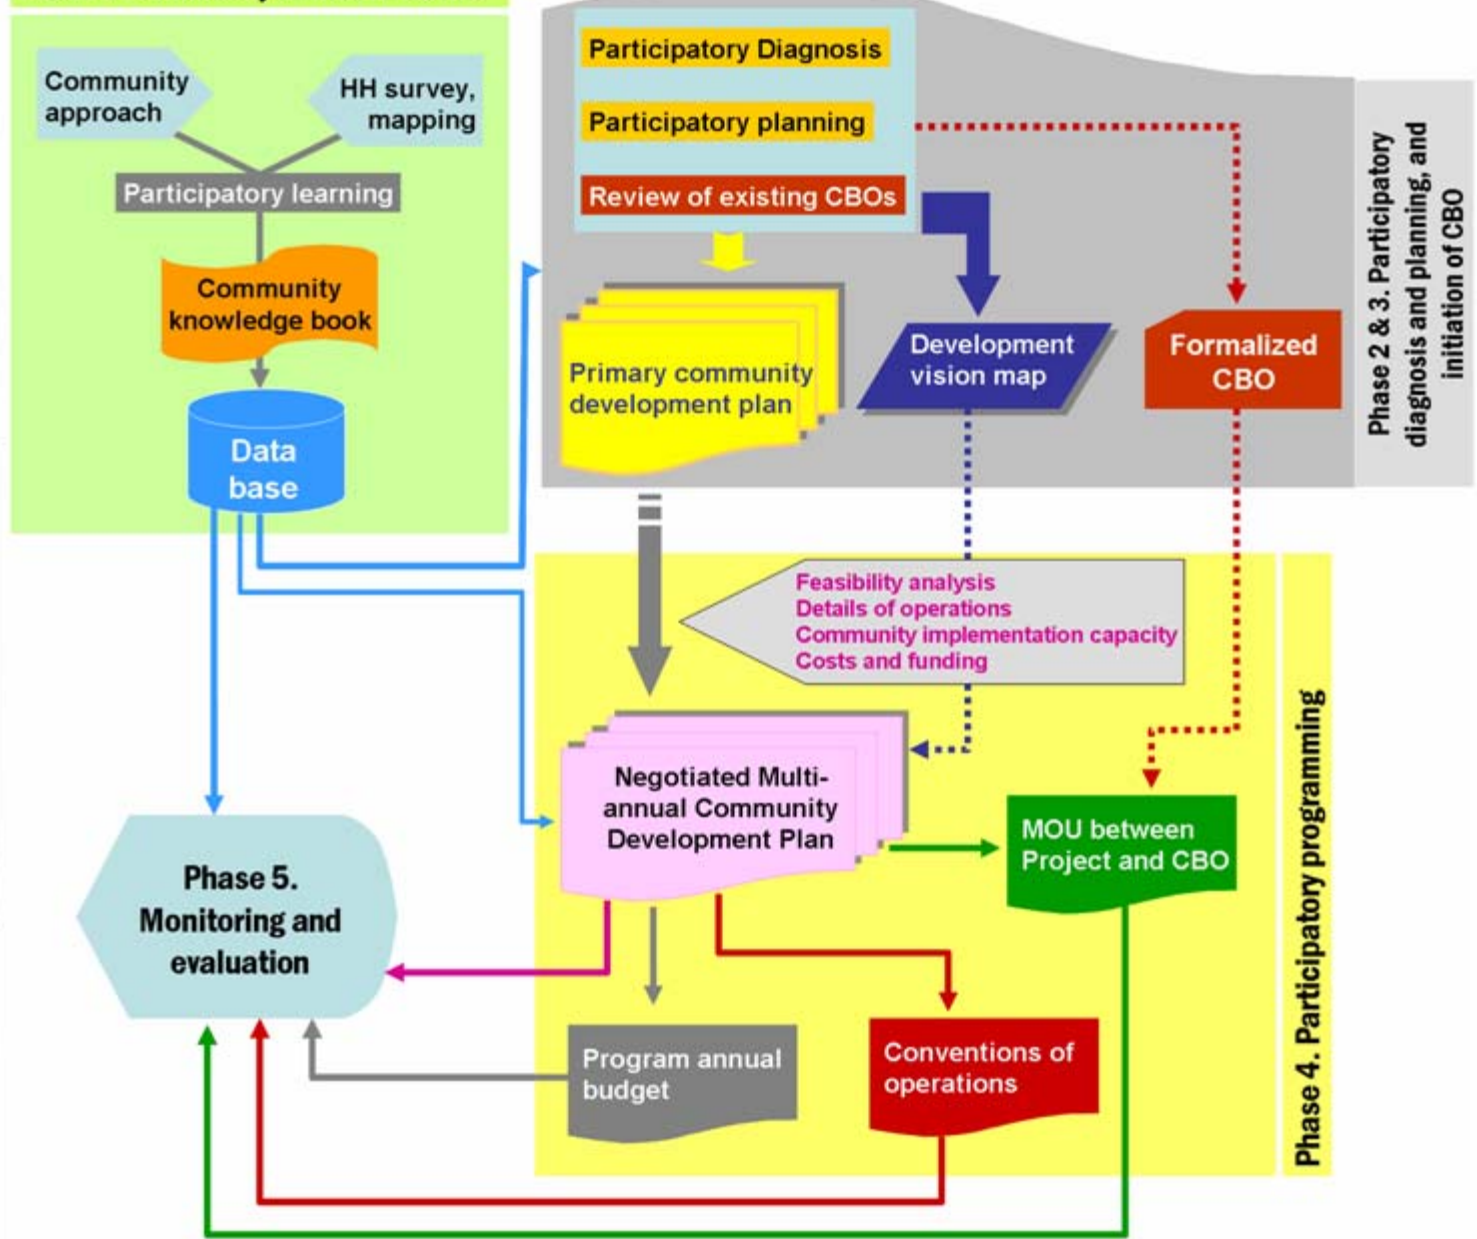 Community
approach
HH survey,
mapping
Participatory learning
Community
knowledge book
Data
base
Participatory Diagnosis
Participatory planning
Review of existing CBOs
Primary community
development plan
Development
vision map
Formalized
CBO
Phase 2 & 3. Participatory
diagnosis and planning, and
initiation of CBO
Feasibility analysis
Details of operations
Community implementation capacity
Costs and funding
Negotiated Multi-
annual Community
Development Plan
MOU between
Project and CBO
Phase 4. Participatory programming
Phase 5.
Monitoring and
evaluation
Program annual
budget
Conventions of
operations